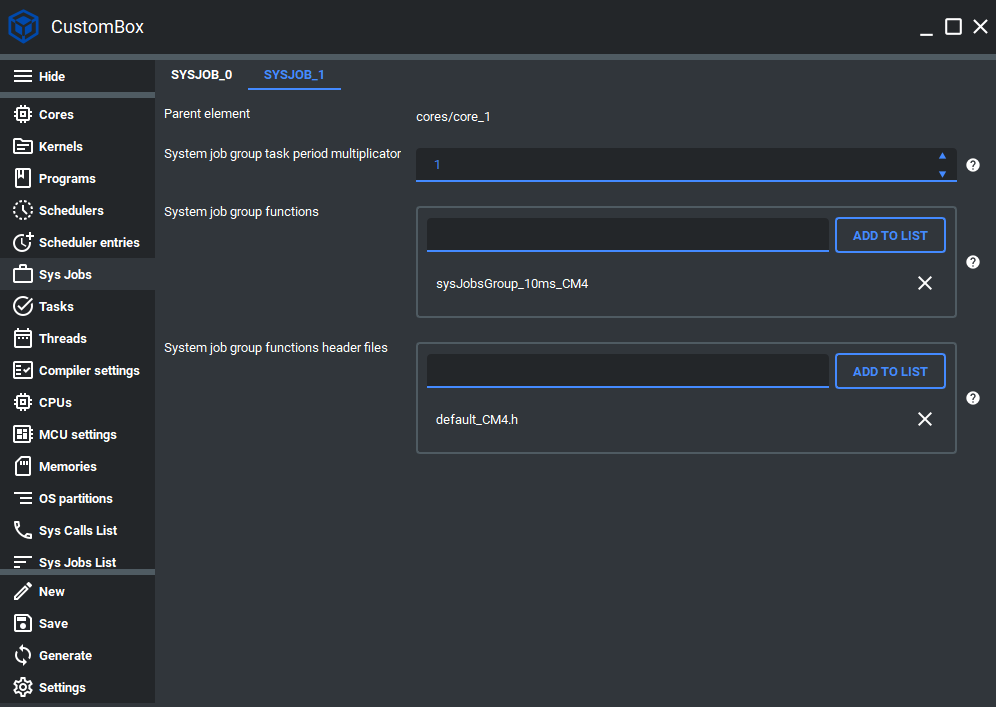 CustomBox
Hide
Cores
Kernels
Programs
Schedulers
Scheduler entries
Sys Jobs
Tasks
Threads
Compiler settings
CPUs
MCU settings
Memories
OS partitions
Sys Calls List
Sys Jobs List
New
Save
Generate
Settings
SYSJOB_0 SYSJOB_1
Parent element cores/core_1
System job group task period multiplicator 1
System job group functions
ADD TO LIST
sysJobsGroup_10ms_CM4
System job group functions header files
ADD TO LIST
default_CM4.h